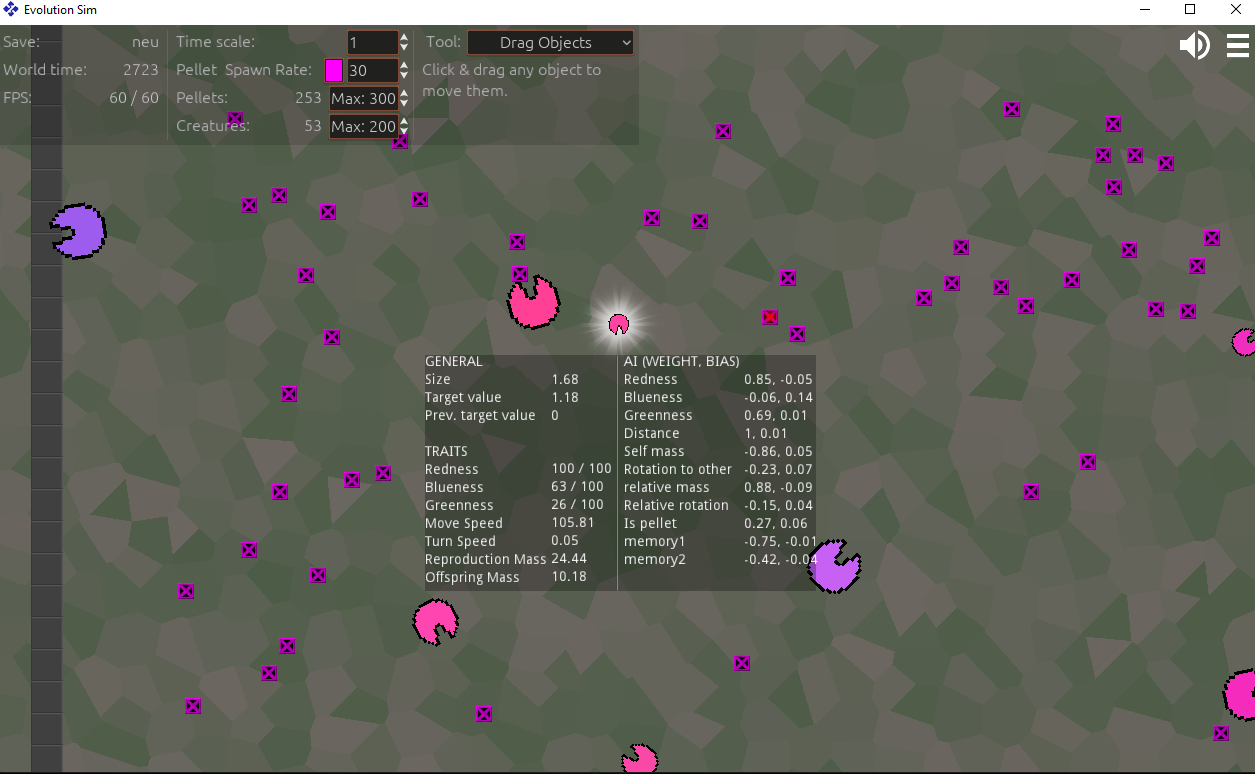 Evolution Sim
Save: neu
World time: 2723
FPS: 60 / 60
Time scale: 1
Pellet Spawn Rate: 30
Pellets: 253 Max: 300
Creatures: 53 Max: 200
Tool: Drag Objects
Click & drag any object to
move them.
GENERAL
Size 1.68
Target value 1.18
Prev. target value 0
TRAITS
Redness 100 / 100
Blueness 63 / 100
Greenness 26 / 100
Move Speed 105.81
Turn Speed 0.05
Reproduction Mass 24.44
Offspring Mass 10.18
AI (WEIGHT, BIAS)
Redness 0.85, -0.05
Blueness -0.06, 0.14
Greenness 0.69, 0.01
Distance 1, 0.01
Self mass -0.86, 0.05
Rotation to other -0.23, 0.07
relative mass 0.88, -0.09
Relative rotation -0.15, 0.04
Is pellet 0.27, 0.06
memory1 -0.75, -0.01
memory2 -0.42, -0.04